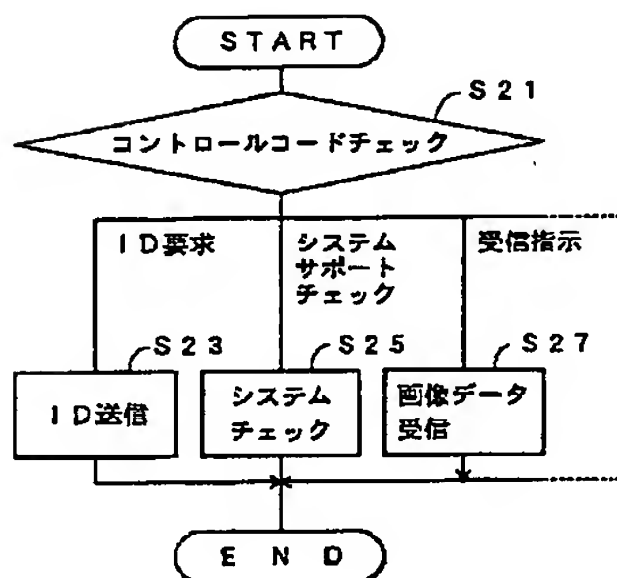 START
S21
コントロールコードチェック
ID要求
システム
サポート
チェック
受信指示
S23
S25
S27
ID送信
システム
チェック
画像データ
受信
END